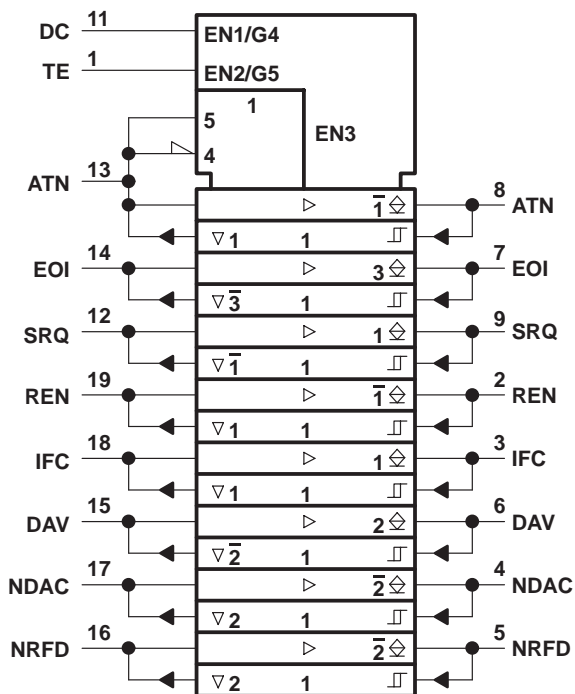 DC 11 EN1/G4
TE 1 EN2/G5
1
5 EN3
4
ATN 13
▷ 1̅ 8 ATN
▽ 1 1
EOI 14 ▷ 3 7 EOI
▽ 3̅ 1
SRQ 12 ▷ 1 9 SRQ
▽ 1̅ 1
REN 19 ▷ 1̅ 2 REN
▽ 1 1
IFC 18 ▷ 1 3 IFC
▽ 1 1
DAV 15 ▷ 2 6 DAV
▽ 2̅ 1
NDAC 17 ▷ 2̅ 4 NDAC
▽ 2 1
NRFD 16 ▷ 2̅ 5 NRFD
▽ 2 1